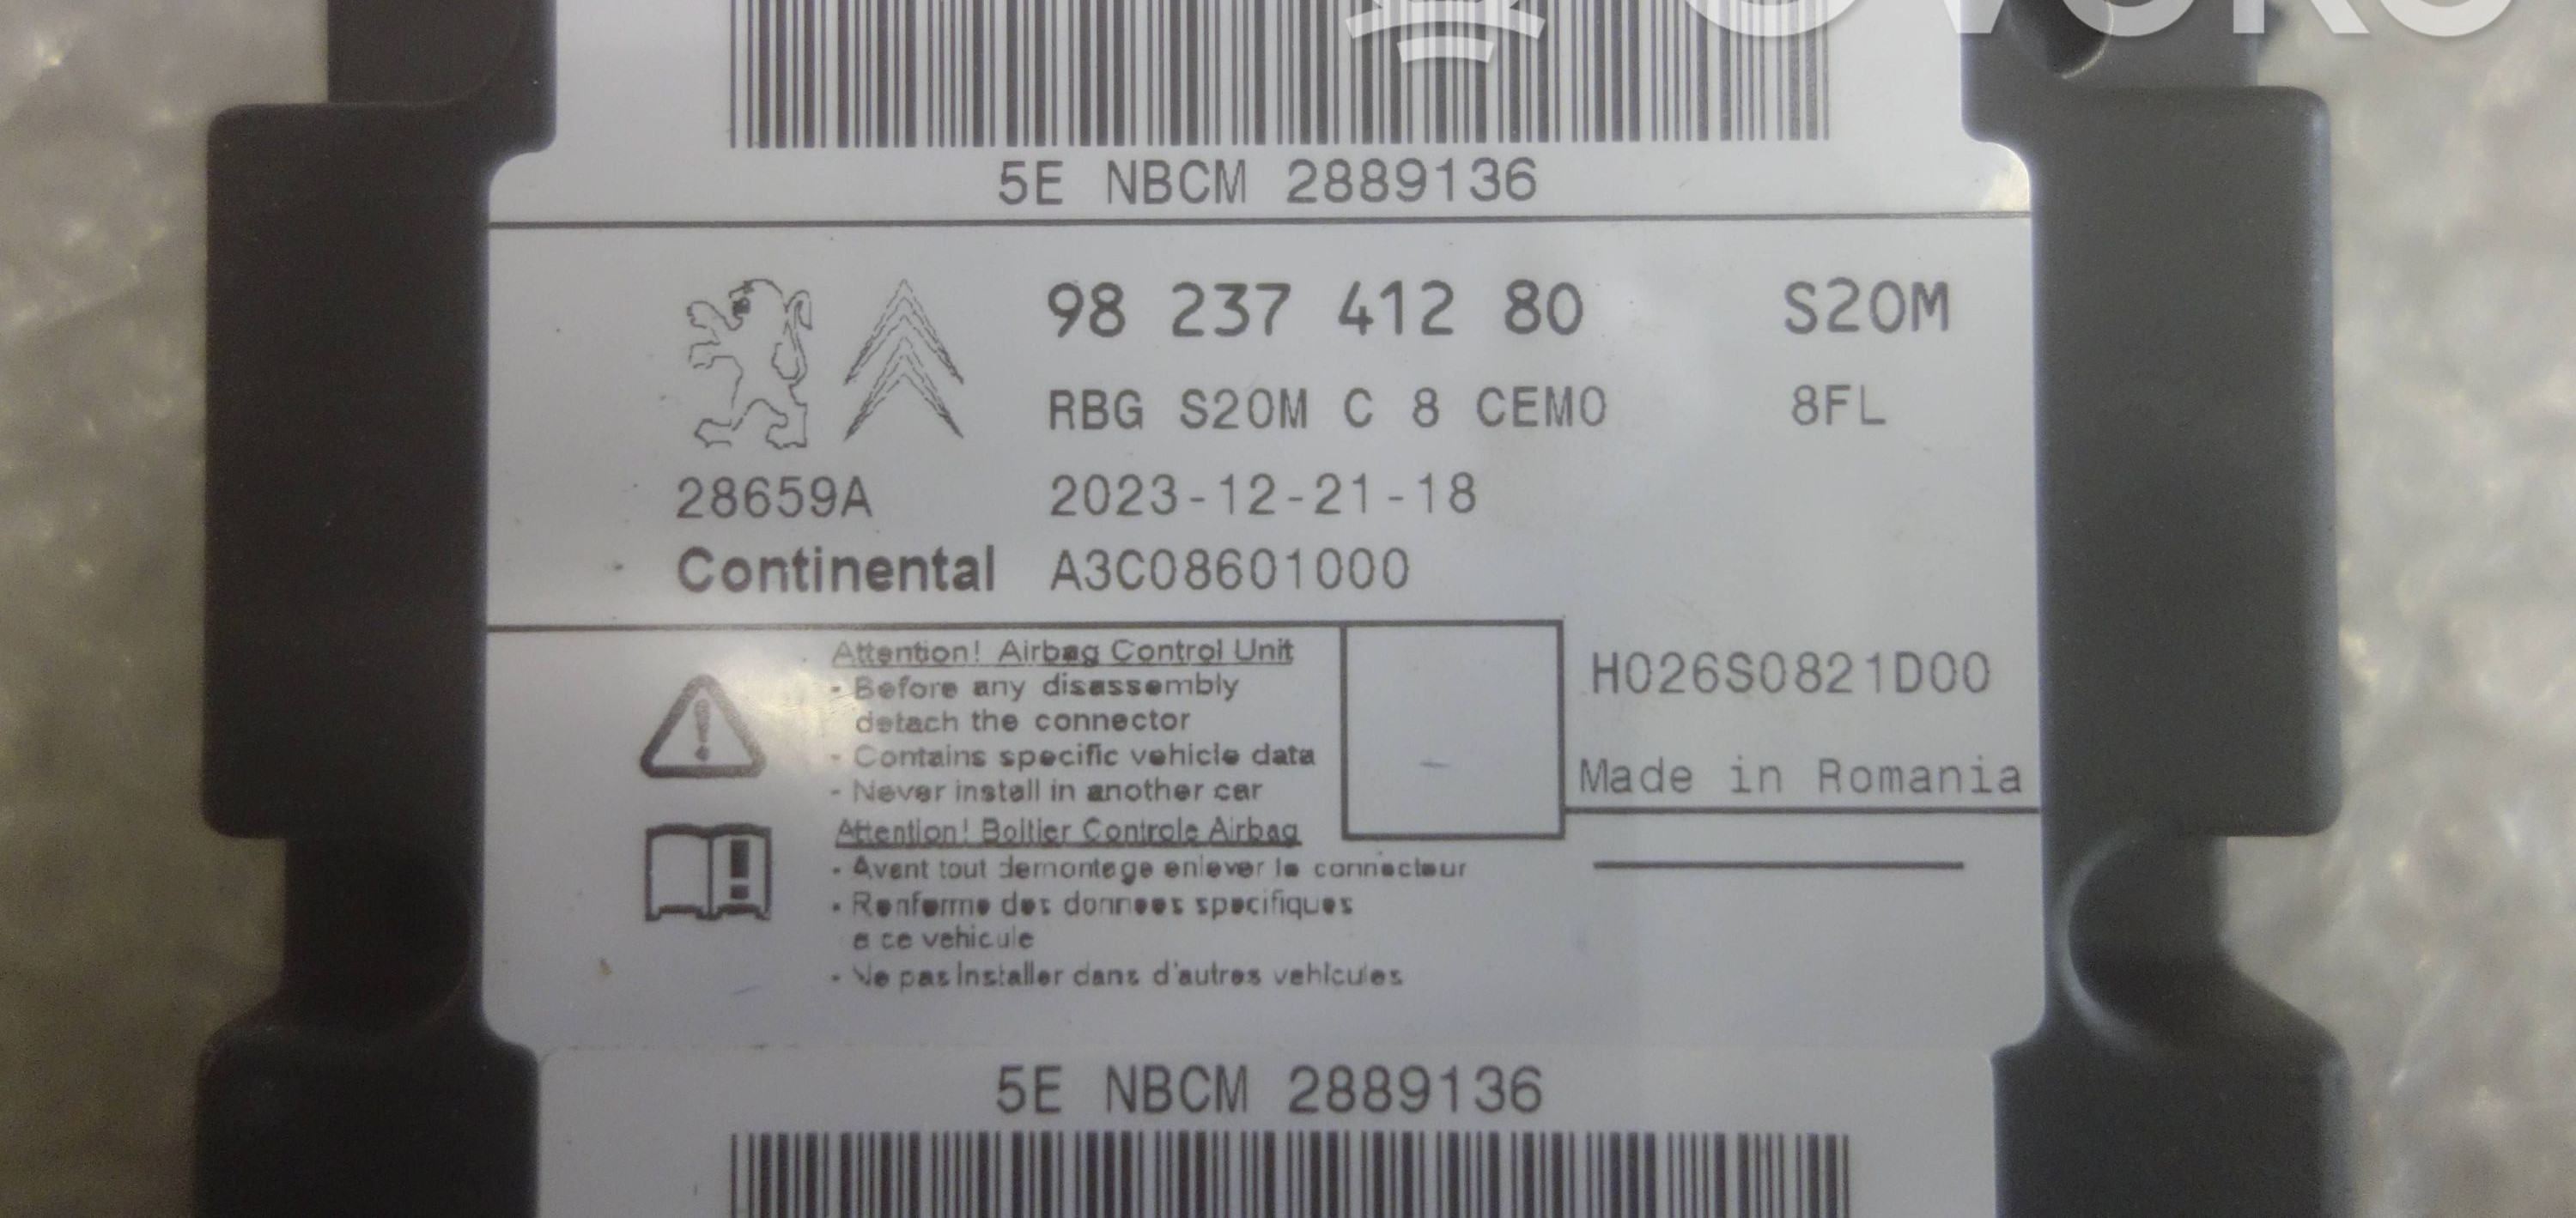 5E NBCM 2889136
98 237 412 80 S20M
RBG S20M C 8 CEMO 8FL
28659A 2023-12-21-18
Continental A3C08601000
Attention! Airbag Control Unit
- Before any disassembly
detach the connector
- Contains specific vehicle data
- Never install in another car
H026S0821D00
Made in Romania
Attention! Boitier Controle Airbag
- Avant tout demontage enlever le connecteur
- Renferme des donnees specifiques
a ce vehicule
- Ne pas installer dans d'autres vehicules
5E NBCM 2889136